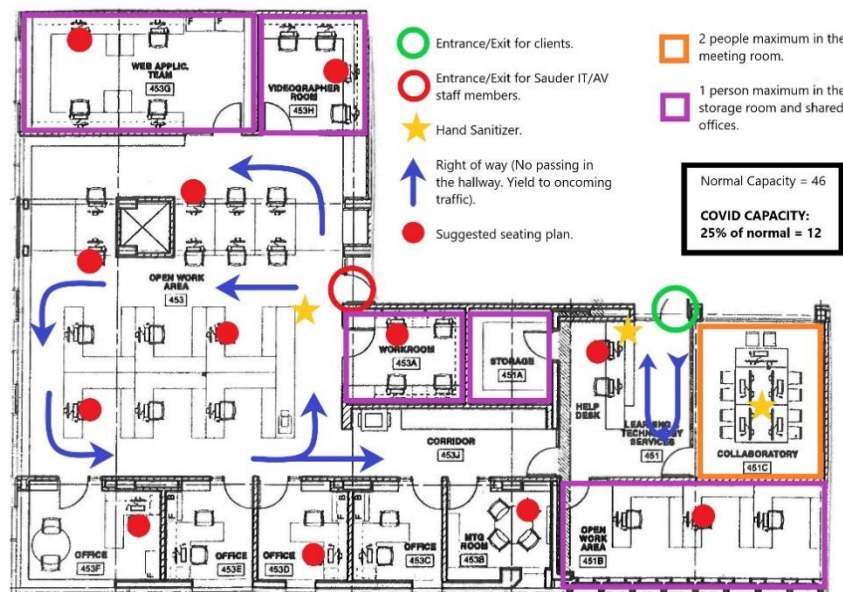 WEB APPLIC.
TEAM
453G
F
F
VIDEOGRAPHER
ROOM
453H
Entrance/Exit for clients.
Entrance/Exit for Sauder IT/AV
staff members.
Hand Sanitizer.
Right of way (No passing in
the hallway. Yield to oncoming
traffic).
Suggested seating plan.
2 people maximum in the
meeting room.
1 person maximum in the
storage room and shared
offices.
Normal Capacity = 46
COVID CAPACITY:
25% of normal = 12
OPEN WORK
AREA
453
WORKROOM
453A
STORAGE
451A
HELP
DESK
LEARNING
TECHNOLOGY
SERVICES
451
COLLABORATORY
451C
CORRIDOR
453J
OFFICE
453F
F
B
F
OFFICE
453E
OFFICE
453D
B
F
B
F
OFFICE
453C
MTG
ROOM
453B
OPEN WORK
AREA
451B